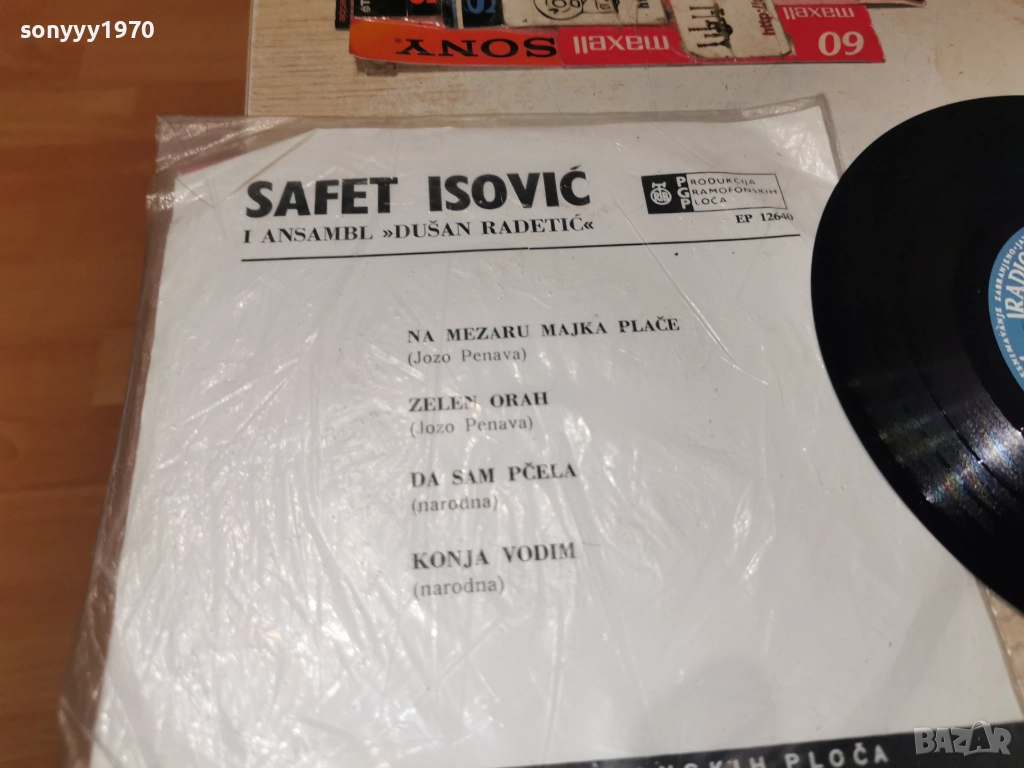 sonyyy1970
SONY maxell maxell 60
SAFET ISOVIĆ
I ANSAMBL »DUŠAN RADETIĆ«
PRODUKCIJA
GRAMOFONSKIH
PLOČA
EP 12640
NA MEZARU MAJKA PLAČE
(Jozo Penava)
ZELEN ORAH
(Jozo Penava)
DA SAM PČELA
(narodna)
KONJA VODIM
(narodna)
PLOČA
BAZAR